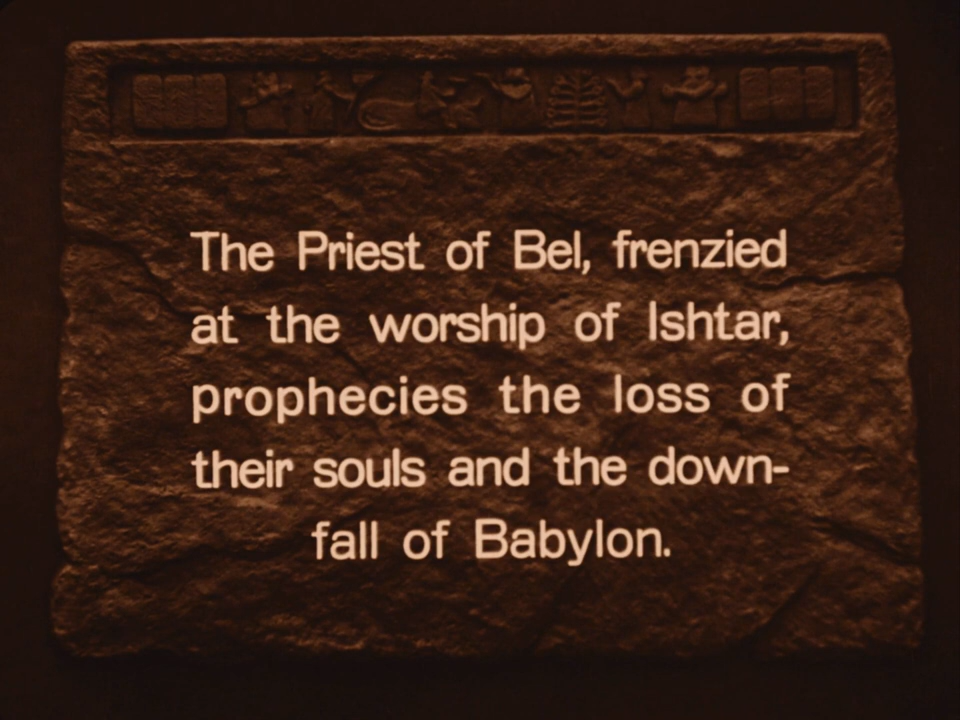 The Priest of Bel, frenzied
at the worship of Ishtar,
prophecies the loss of
their souls and the down-
fall of Babylon.